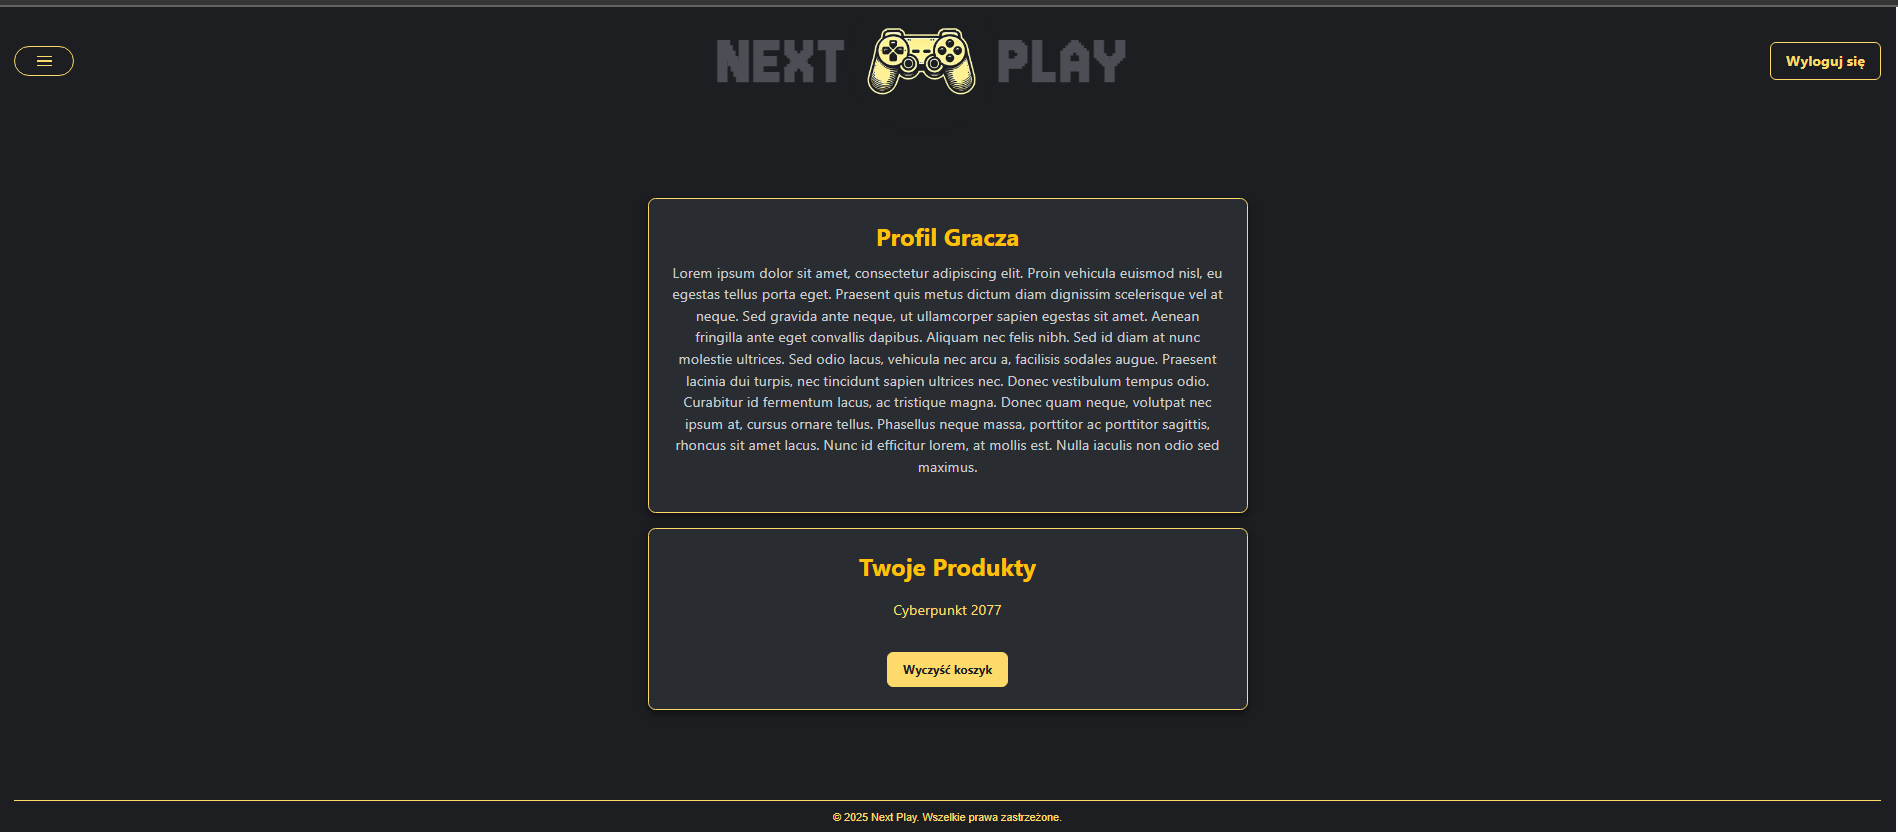 NEXT PLAY
Wyloguj się
Profil Gracza
Lorem ipsum dolor sit amet, consectetur adipiscing elit. Proin vehicula euismod nisl, eu
egestas tellus porta eget. Praesent quis metus dictum diam dignissim scelerisque vel at
neque. Sed gravida ante neque, ut ullamcorper sapien egestas sit amet. Aenean
fringilla ante eget convallis dapibus. Aliquam nec felis nibh. Sed id diam at nunc
molestie ultrices. Sed odio lacus, vehicula nec arcu a, facilisis sodales augue. Praesent
lacinia dui turpis, nec tincidunt sapien ultrices nec. Donec vestibulum tempus odio.
Curabitur id fermentum lacus, ac tristique magna. Donec quam neque, volutpat nec
ipsum at, cursus ornare tellus. Phasellus neque massa, porttitor ac porttitor sagittis,
rhoncus sit amet lacus. Nunc id efficitur lorem, at mollis est. Nulla iaculis non odio sed
maximus.
Twoje Produkty
Cyberpunkt 2077
Wyczyść koszyk
© 2025 Next Play. Wszelkie prawa zastrzeżone.